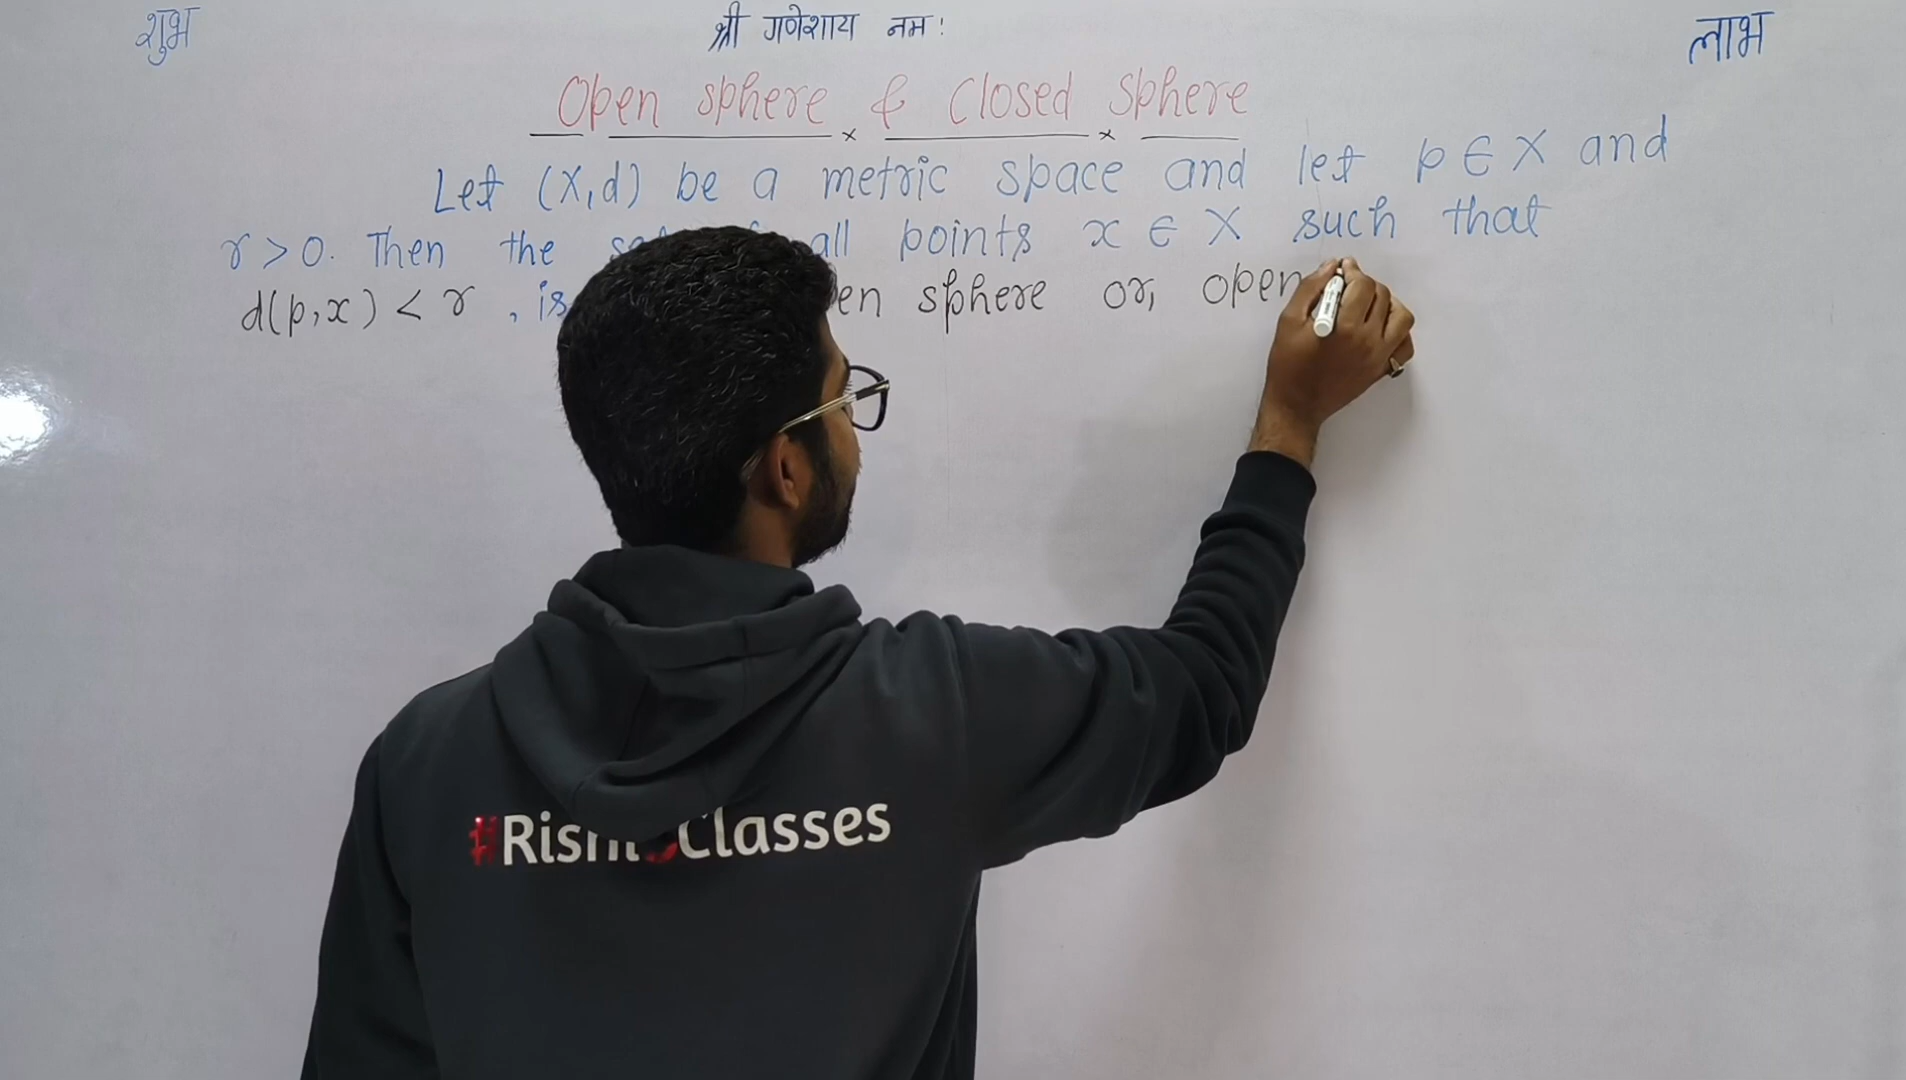 शुभ श्री गणेशाय नमः लाभ
Open sphere & Closed Sphere
Let (X,d) be a metric space and let p ∈ X and
r > 0. Then the all points x ∈ X such that
d(p,x) < r , is sphere or, open
#Rishi Classes